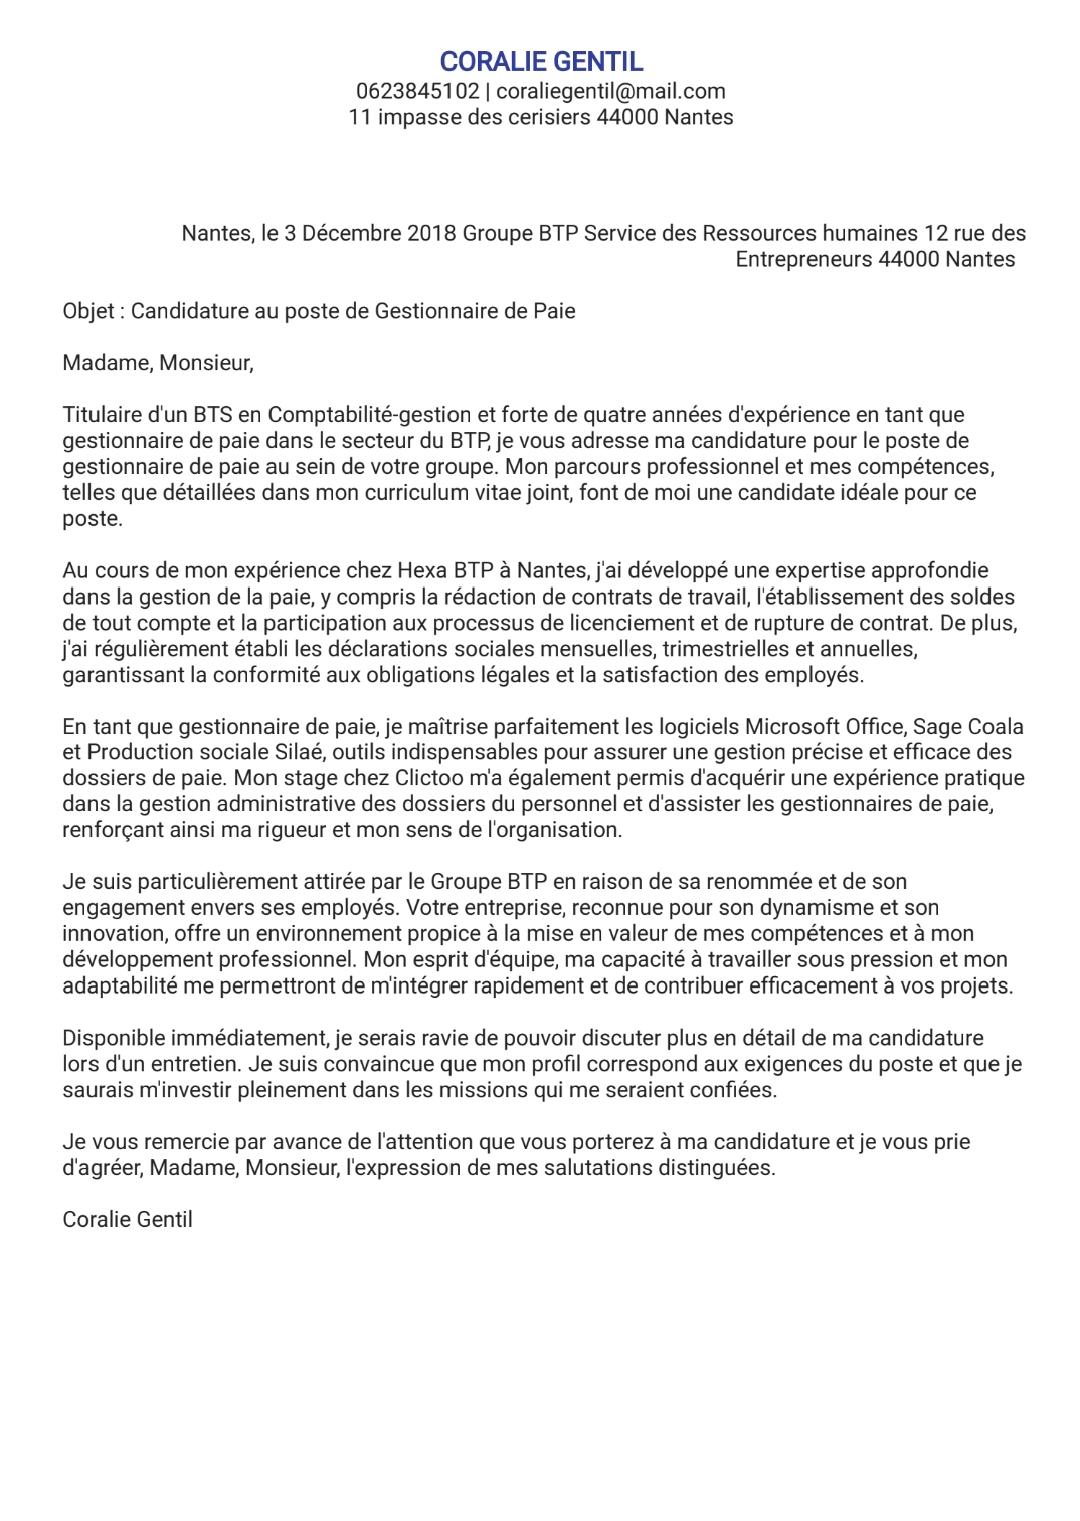 CORALIE GENTIL
0623845102 | coraliegentil@mail.com
11 impasse des cerisiers 44000 Nantes
Nantes, le 3 Décembre 2018 Groupe BTP Service des Ressources humaines 12 rue des
Entrepreneurs 44000 Nantes
Objet : Candidature au poste de Gestionnaire de Paie
Madame, Monsieur,
Titulaire d'un BTS en Comptabilité-gestion et forte de quatre années d'expérience en tant que
gestionnaire de paie dans le secteur du BTP, je vous adresse ma candidature pour le poste de
gestionnaire de paie au sein de votre groupe. Mon parcours professionnel et mes compétences,
telles que détaillées dans mon curriculum vitae joint, font de moi une candidate idéale pour ce
poste.
Au cours de mon expérience chez Hexa BTP à Nantes, j'ai développé une expertise approfondie
dans la gestion de la paie, y compris la rédaction de contrats de travail, l'établissement des soldes
de tout compte et la participation aux processus de licenciement et de rupture de contrat. De plus,
j'ai régulièrement établi les déclarations sociales mensuelles, trimestrielles et annuelles,
garantissant la conformité aux obligations légales et la satisfaction des employés.
En tant que gestionnaire de paie, je maîtrise parfaitement les logiciels Microsoft Office, Sage Coala
et Production sociale Silaé, outils indispensables pour assurer une gestion précise et efficace des
dossiers de paie. Mon stage chez Clictoo m'a également permis d'acquérir une expérience pratique
dans la gestion administrative des dossiers du personnel et d'assister les gestionnaires de paie,
renforçant ainsi ma rigueur et mon sens de l'organisation.
Je suis particulièrement attirée par le Groupe BTP en raison de sa renommée et de son
engagement envers ses employés. Votre entreprise, reconnue pour son dynamisme et son
innovation, offre un environnement propice à la mise en valeur de mes compétences et à mon
développement professionnel. Mon esprit d'équipe, ma capacité à travailler sous pression et mon
adaptabilité me permettront de m'intégrer rapidement et de contribuer efficacement à vos projets.
Disponible immédiatement, je serais ravie de pouvoir discuter plus en détail de ma candidature
lors d'un entretien. Je suis convaincue que mon profil correspond aux exigences du poste et que je
saurais m'investir pleinement dans les missions qui me seraient confiées.
Je vous remercie par avance de l'attention que vous porterez à ma candidature et je vous prie
d'agréer, Madame, Monsieur, l'expression de mes salutations distinguées.
Coralie Gentil